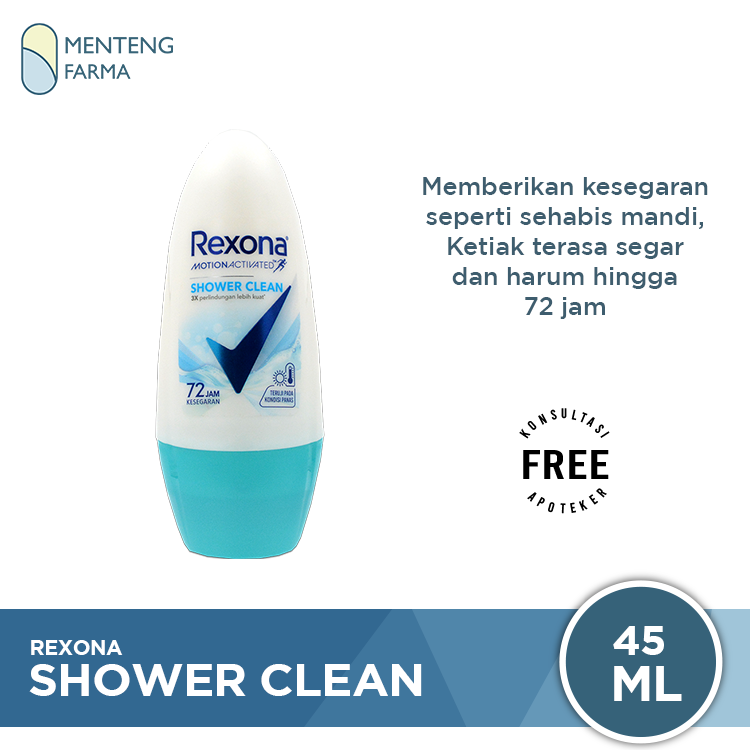 MENTENG
FARMA
Rexona
MOTIONACTIVATED™
SHOWER CLEAN
3X perlindungan lebih kuat*
72 JAM
KESEGARAN
TERUJI PADA
KONDISI PANAS
Memberikan kesegaran
seperti sehabis mandi,
Ketiak terasa segar
dan harum hingga
72 jam
KONSULTASI
FREE
APOTEKER
REXONA
SHOWER CLEAN
45
ML